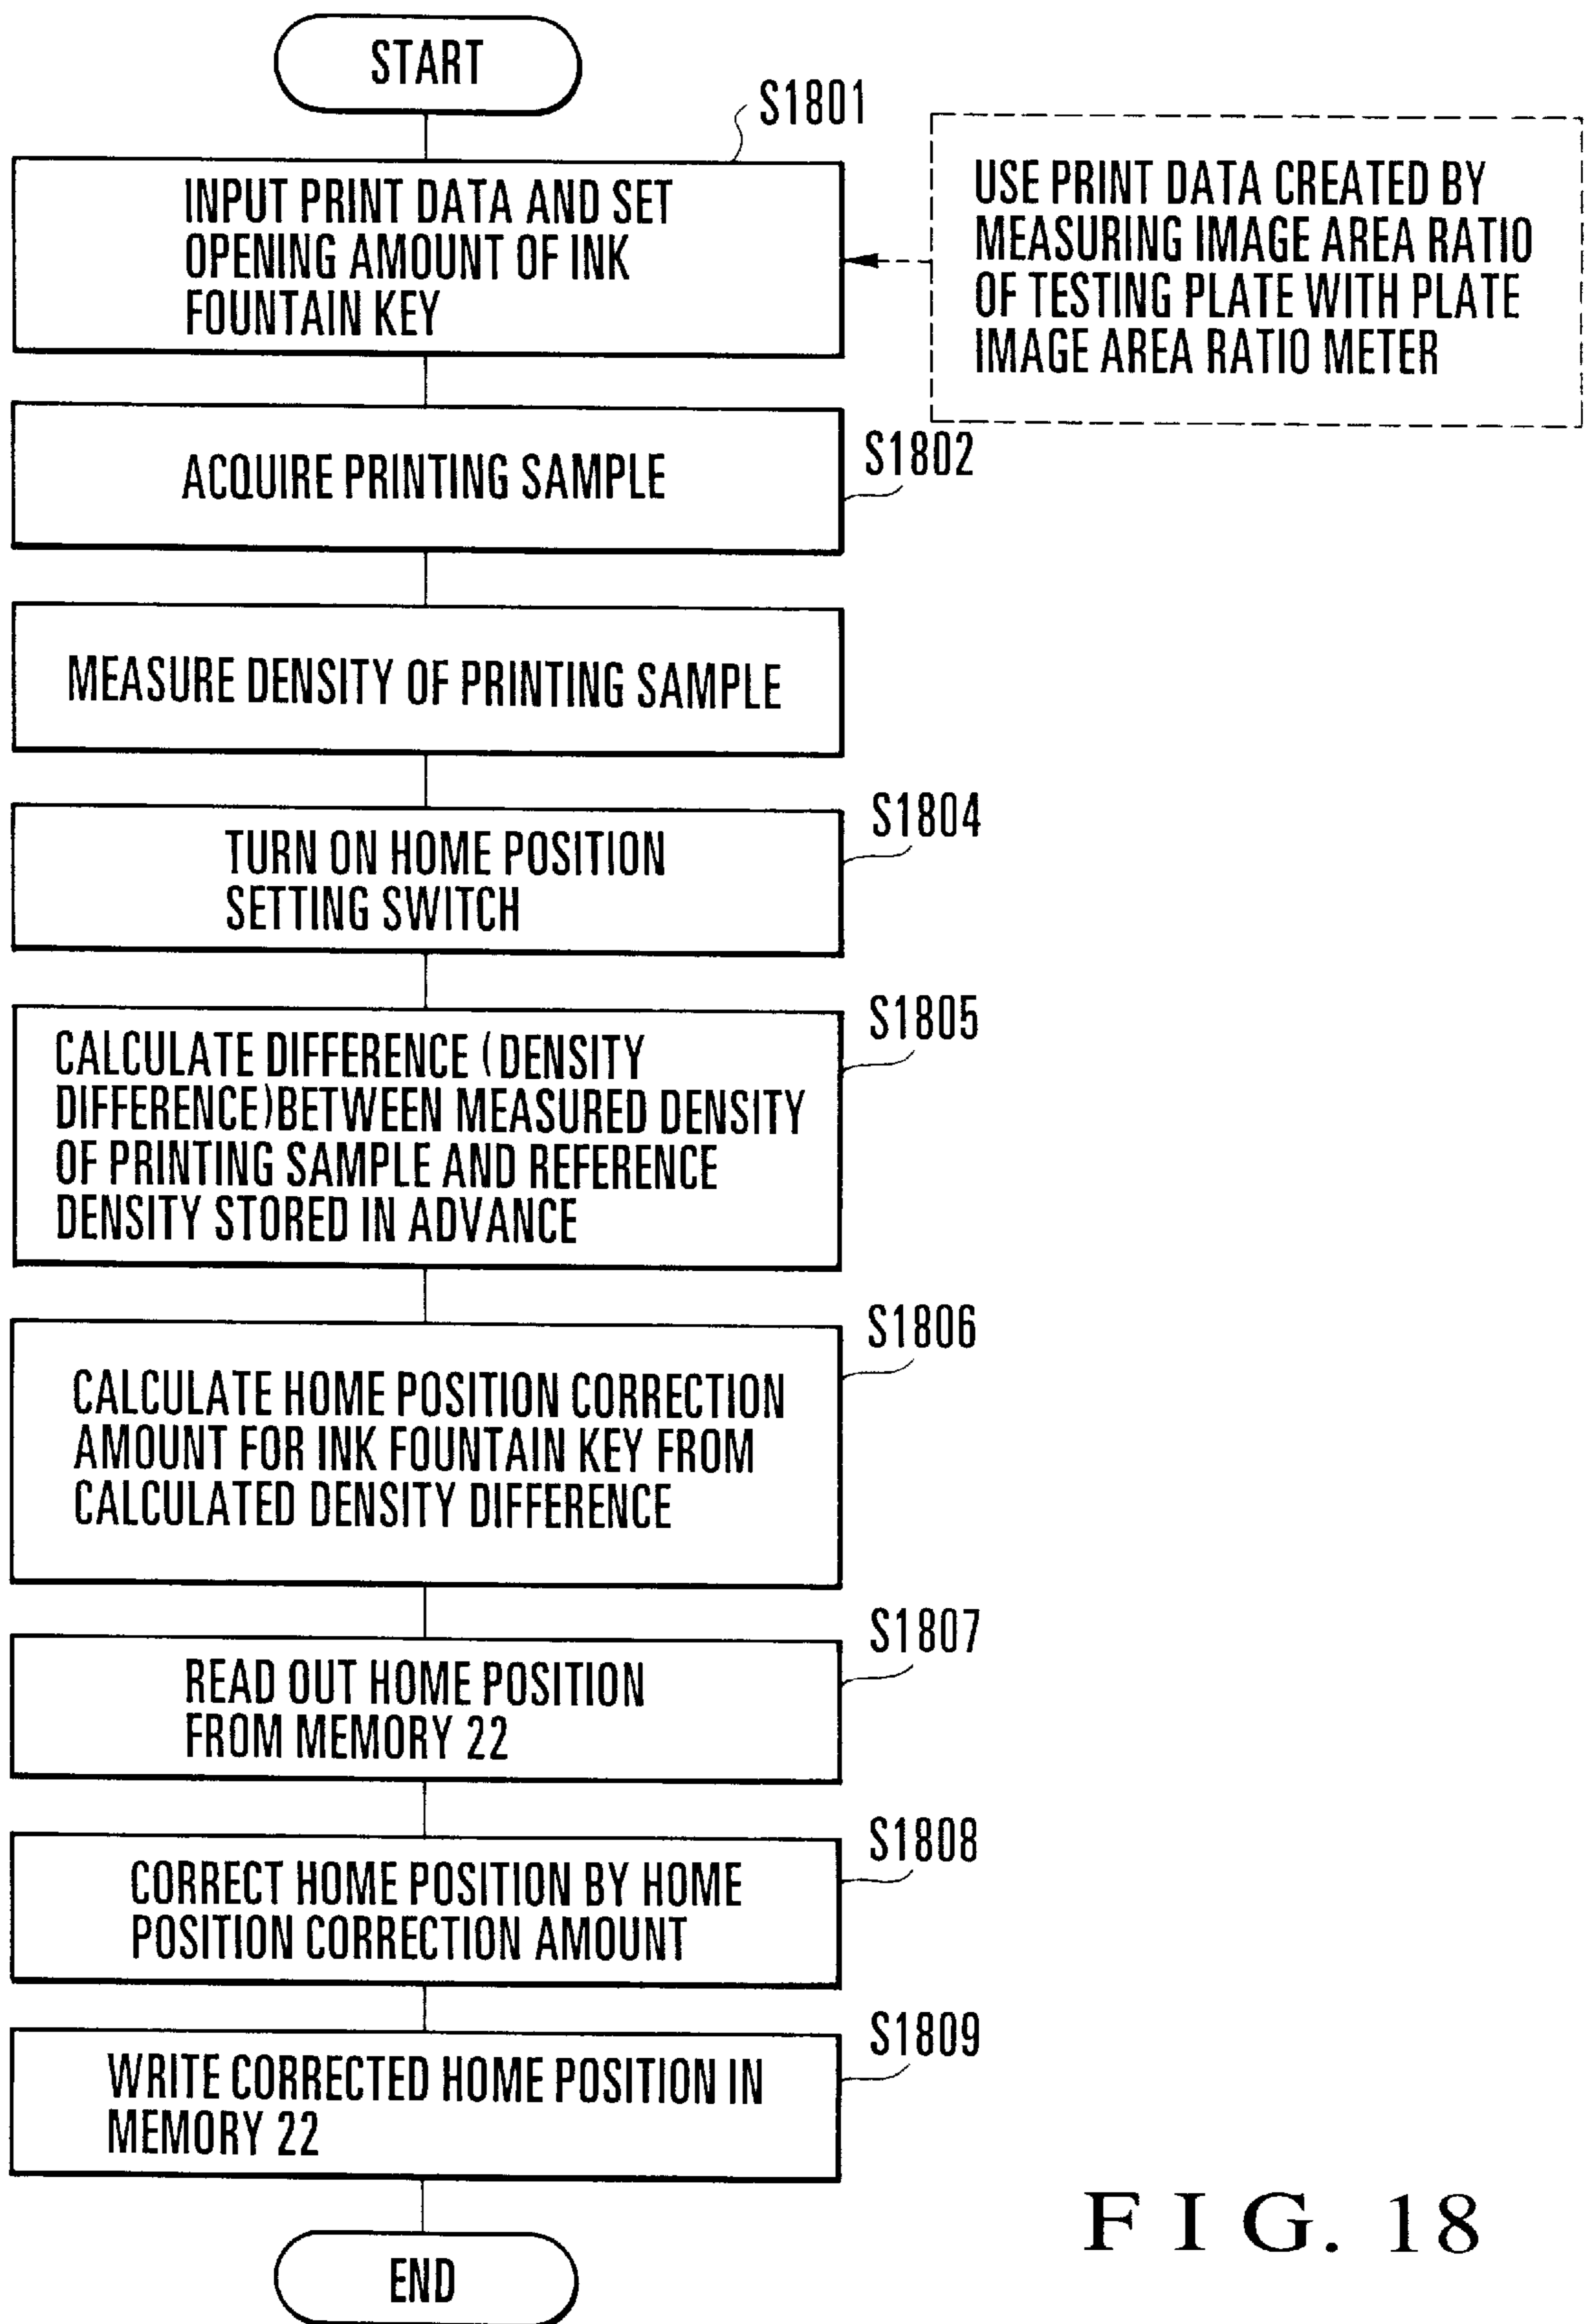 START
S1801
INPUT PRINT DATA AND SET
OPENING AMOUNT OF INK
FOUNTAIN KEY
USE PRINT DATA CREATED BY
MEASURING IMAGE AREA RATIO
OF TESTING PLATE WITH PLATE
IMAGE AREA RATIO METER
S1802
ACQUIRE PRINTING SAMPLE
MEASURE DENSITY OF PRINTING SAMPLE
S1804
TURN ON HOME POSITION
SETTING SWITCH
S1805
CALCULATE DIFFERENCE (DENSITY
DIFFERENCE)BETWEEN MEASURED DENSITY
OF PRINTING SAMPLE AND REFERENCE
DENSITY STORED IN ADVANCE
S1806
CALCULATE HOME POSITION CORRECTION
AMOUNT FOR INK FOUNTAIN KEY FROM
CALCULATED DENSITY DIFFERENCE
S1807
READ OUT HOME POSITION
FROM MEMORY 22
S1808
CORRECT HOME POSITION BY HOME
POSITION CORRECTION AMOUNT
S1809
WRITE CORRECTED HOME POSITION IN
MEMORY 22
END
FIG. 18